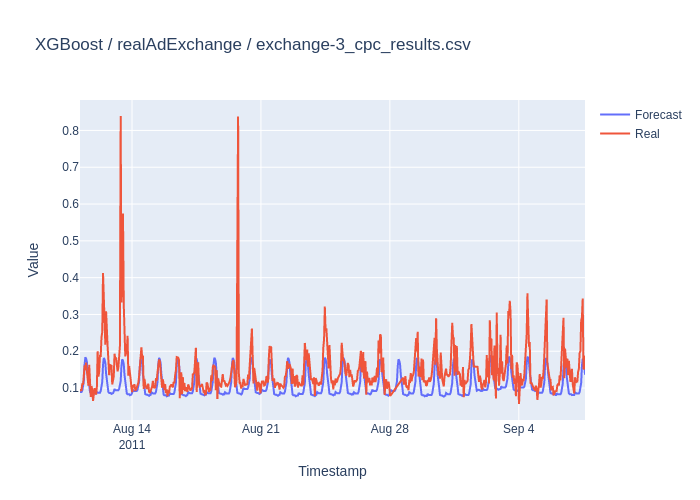 XGBoost / realAdExchange / exchange-3_cpc_results.csv
Forecast
Real
0.8
0.7
0.6
0.5
0.4
0.3
0.2
0.1
Value
Aug 14
2011
Aug 21
Aug 28
Sep 4
Timestamp